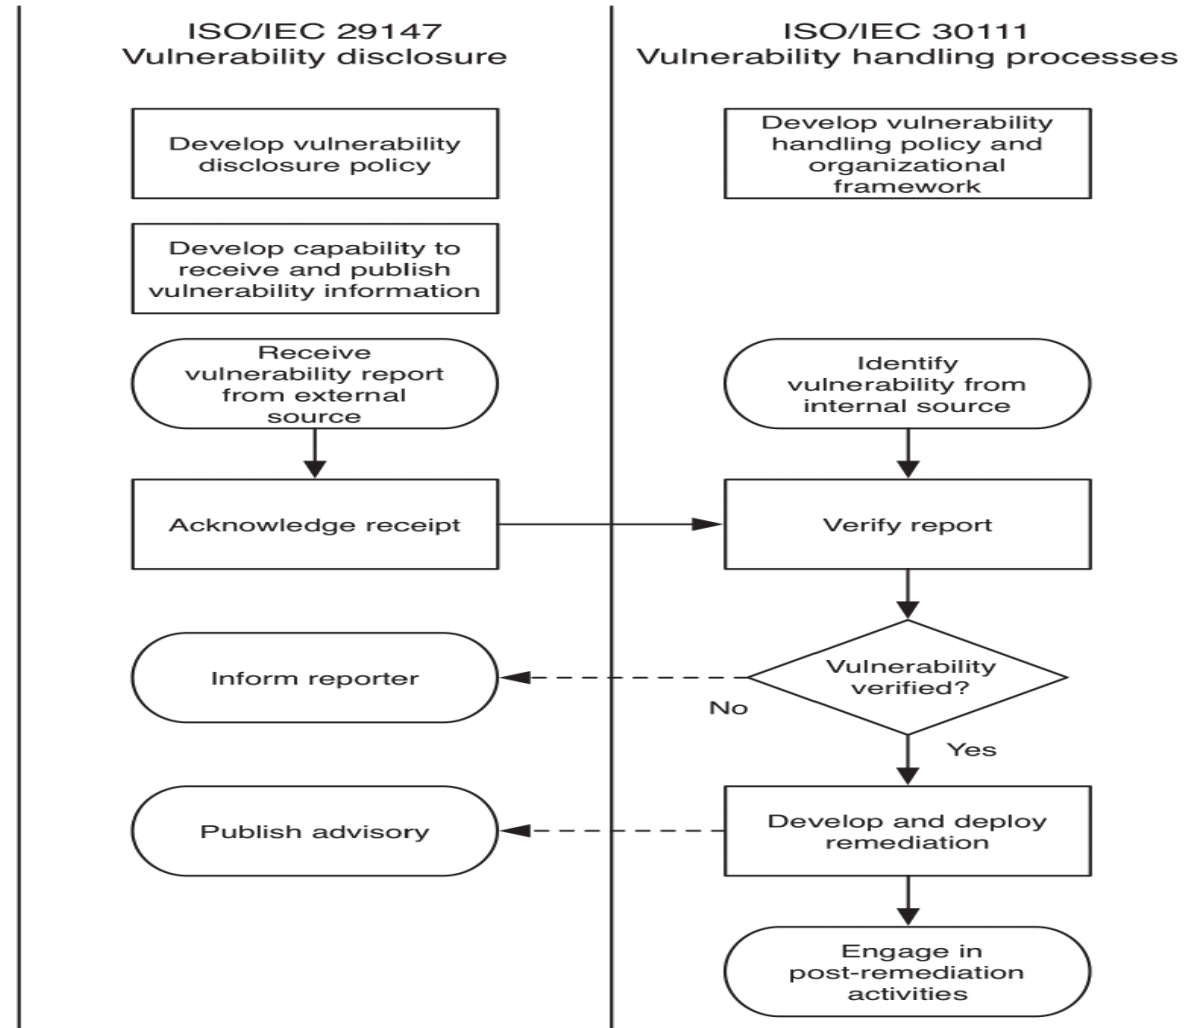 ISO/IEC 29147
Vulnerability disclosure
ISO/IEC 30111
Vulnerability handling processes
Develop vulnerability
disclosure policy
Develop vulnerability
handling policy and
organizational
framework
Develop capability to
receive and publish
vulnerability information
Receive
vulnerability report
from external
source
Identify
vulnerability from
internal source
Acknowledge receipt
Verify report
Inform reporter
Vulnerability
verified?
No
Yes
Publish advisory
Develop and deploy
remediation
Engage in
post-remediation
activities